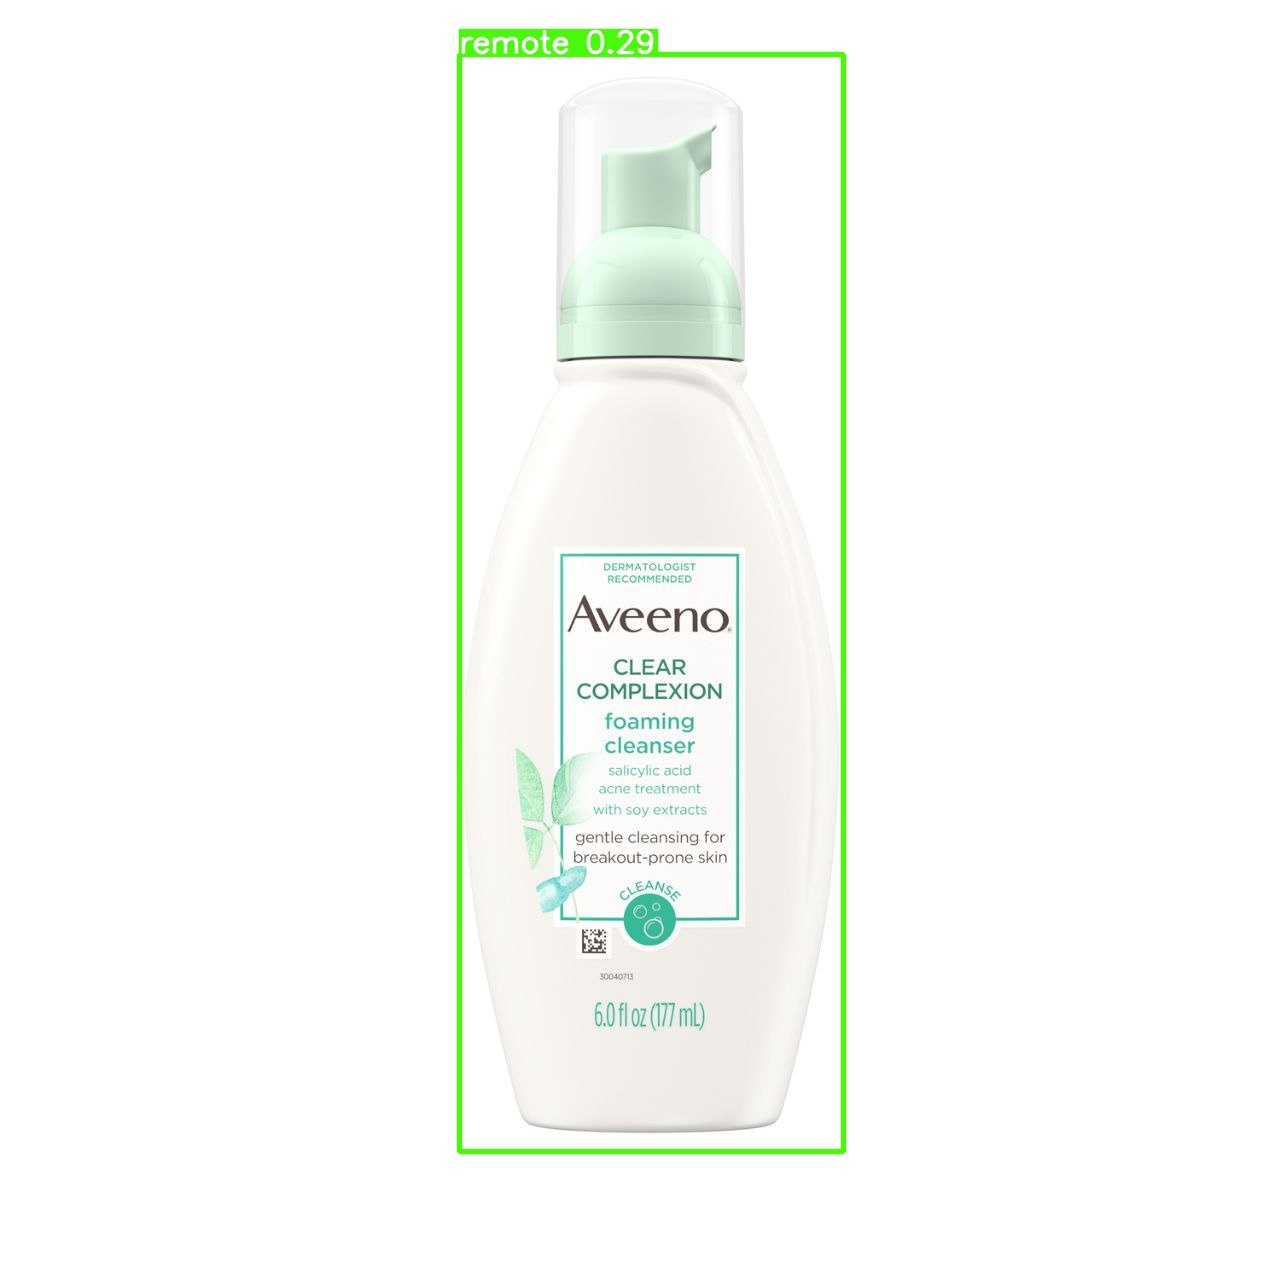 remote 0.29
DERMATOLOGIST
RECOMMENDED
Aveeno®
CLEAR
COMPLEXION
foaming
cleanser
salicylic acid
acne treatment
with soy extracts
gentle cleansing for
breakout-prone skin
CLEANSE
30040713
6.0 fl oz (177 mL)